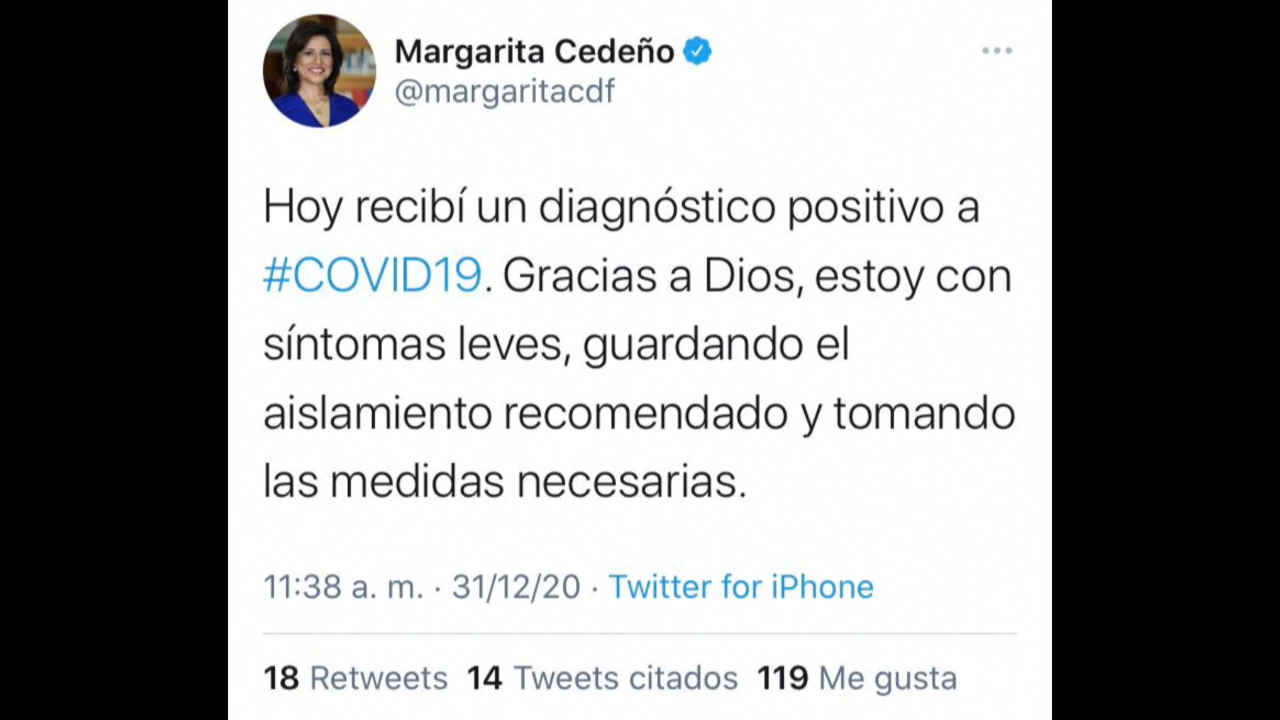 Margarita Cedeño
@margaritacdf
Hoy recibí un diagnóstico positivo a
#COVID19. Gracias a Dios, estoy con
síntomas leves, guardando el
aislamiento recomendado y tomando
las medidas necesarias.
11:38 a. m. · 31/12/20 · Twitter for iPhone
18 Retweets 14 Tweets citados 119 Me gusta